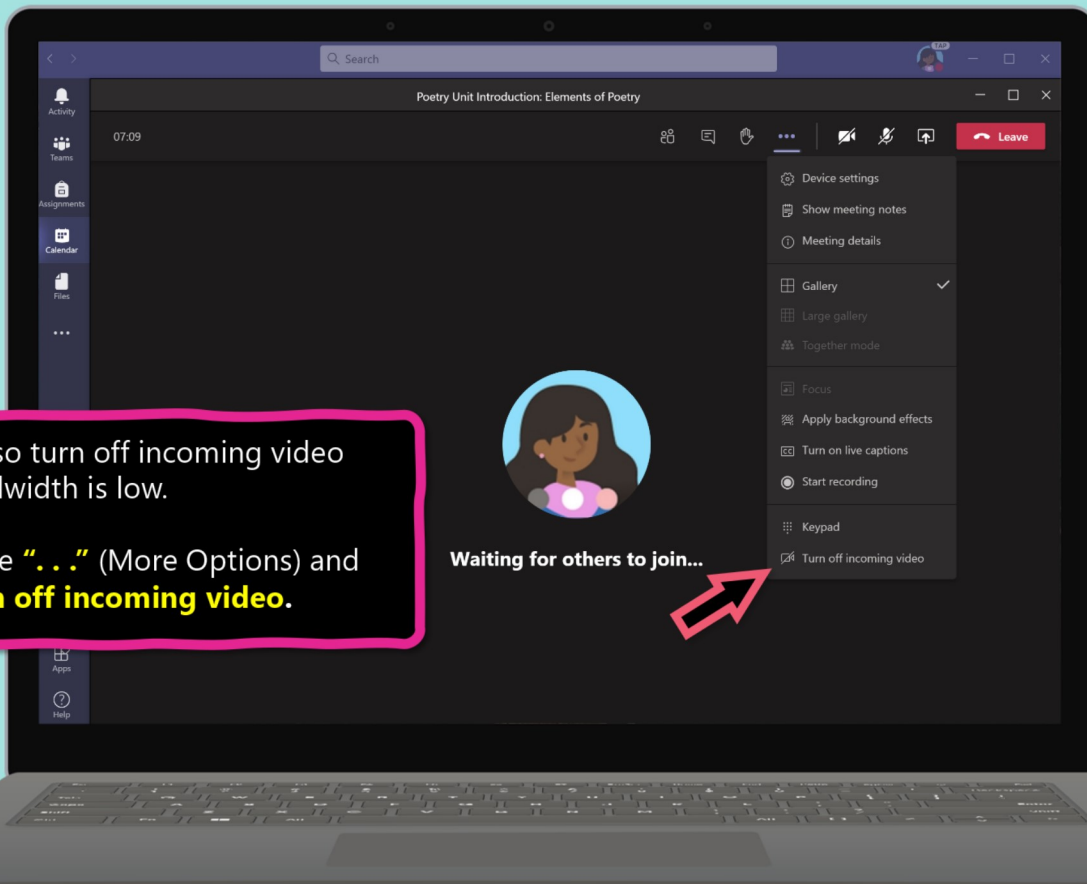 Search
TAP
Activity
Poetry Unit Introduction: Elements of Poetry
07:09
Leave
Teams
Assignments
Calendar
Files
Device settings
Show meeting notes
Meeting details
Gallery
Large gallery
Together mode
Focus
Apply background effects
CC Turn on live captions
Start recording
Keypad
Turn off incoming video
so turn off incoming video
width is low.
e “. . .” (More Options) and
off incoming video.
Waiting for others to join...
Apps
Help